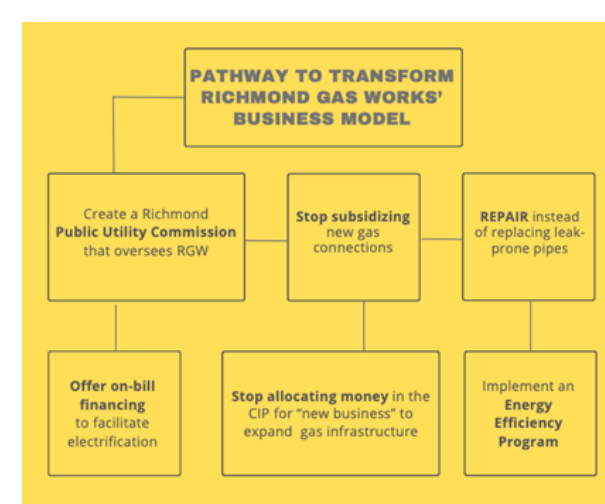 PATHWAY TO TRANSFORM
RICHMOND GAS WORKS'
BUSINESS MODEL
Create a Richmond
Public Utility Commission
that oversees RGW
Stop subsidizing
new gas
connections
REPAIR instead
of replacing leak-
prone pipes
Offer on-bill
financing
to facilitate
electrification
Stop allocating money in the
CIP for “new business” to
expand gas infrastructure
Implement an
Energy
Efficiency
Program